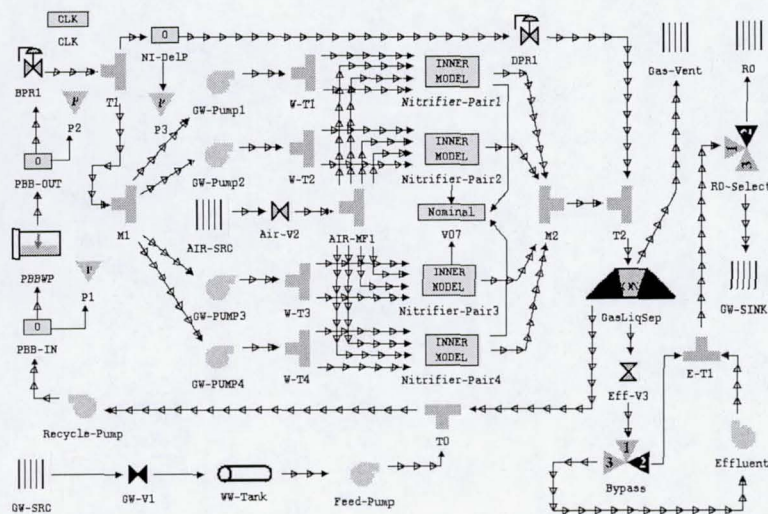 CLK
CLK
0
NI-DelP
BPR1
T1
P
P2
P
P3
GW-Pump1
W-T1
INNER
MODEL
Nitrifier-Pair1
DPR1
Gas-Vent
RO
0
PBB-OUT
GW-Pump2
W-T2
INNER
MODEL
Nitrifier-Pair2
1
2
3
RO-Select
M1
AIR-SRC
Air-V2
AIR-MF1
Nominal
VO7
M2
T2
PBBWP
P
P1
GW-PUMP3
W-T3
INNER
MODEL
Nitrifier-Pair3
ON
GasLiqSep
GW-SINK
0
PBB-IN
GW-PUMP4
W-T4
INNER
MODEL
Nitrifier-Pair4
E-T1
Eff-V3
Recycle-Pump
T0
1
3
2
Bypass
Effluent
GW-SRC
GW-V1
WW-Tank
Feed-Pump